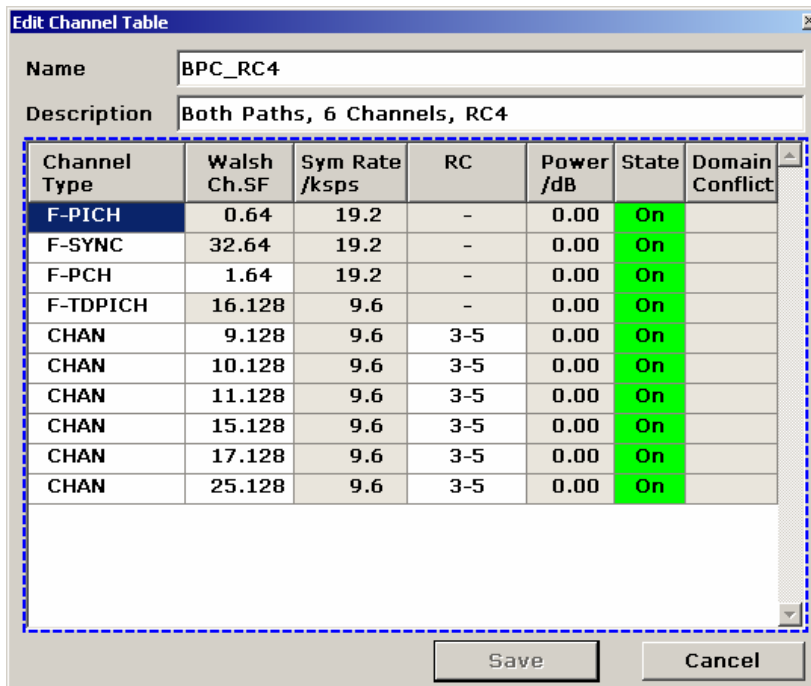 Edit Channel Table
Name BPC_RC4
Description Both Paths, 6 Channels, RC4
Channel Type Walsh Ch.SF Sym Rate /ksps RC Power /dB State Domain Conflict
F-PICH 0.64 19.2 - 0.00 On
F-SYNC 32.64 19.2 - 0.00 On
F-PCH 1.64 19.2 - 0.00 On
F-TDPICH 16.128 9.6 - 0.00 On
CHAN 9.128 9.6 3-5 0.00 On
CHAN 10.128 9.6 3-5 0.00 On
CHAN 11.128 9.6 3-5 0.00 On
CHAN 15.128 9.6 3-5 0.00 On
CHAN 17.128 9.6 3-5 0.00 On
CHAN 25.128 9.6 3-5 0.00 On
Save Cancel